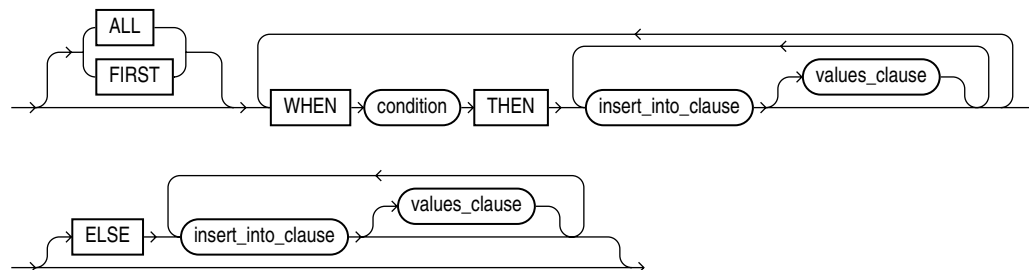 ALL
FIRST
values_clause
WHEN condition THEN insert_into_clause
values_clause
ELSE insert_into_clause